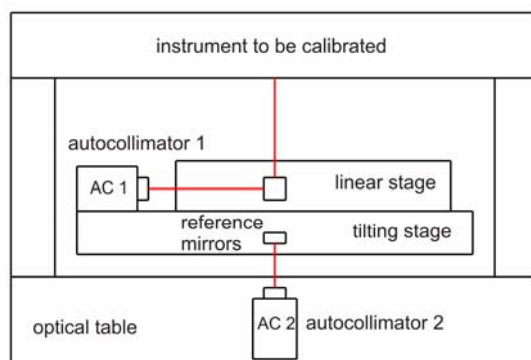 instrument to be calibrated
autocollimator 1
AC 1
linear stage
reference
mirrors
tilting stage
optical table
AC 2
autocollimator 2